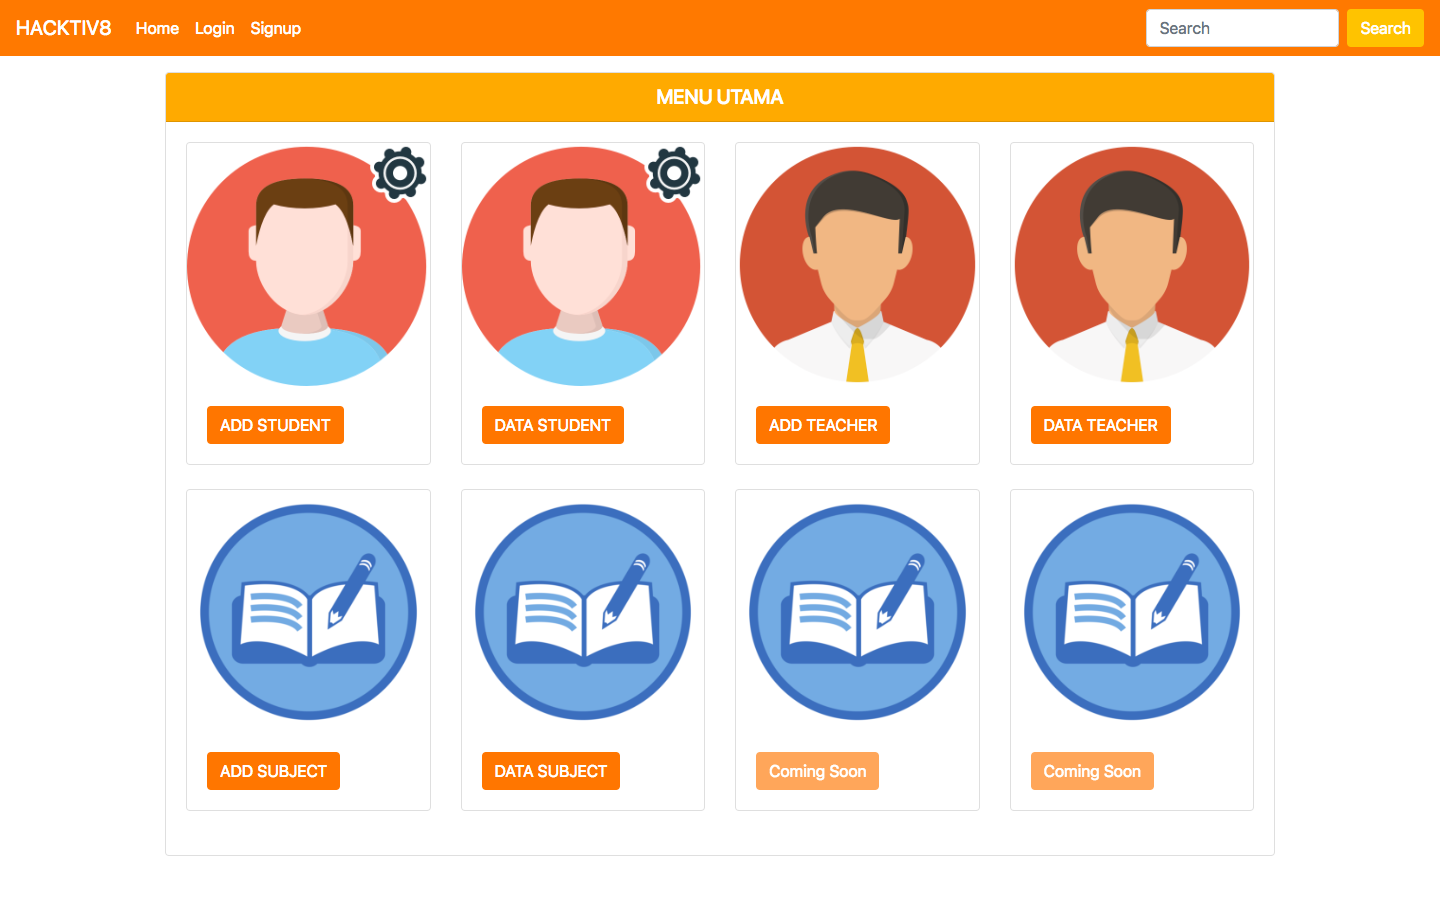 HACKTIV8 Home Login Signup Search Search
MENU UTAMA
ADD STUDENT DATA STUDENT ADD TEACHER DATA TEACHER
ADD SUBJECT DATA SUBJECT Coming Soon Coming Soon